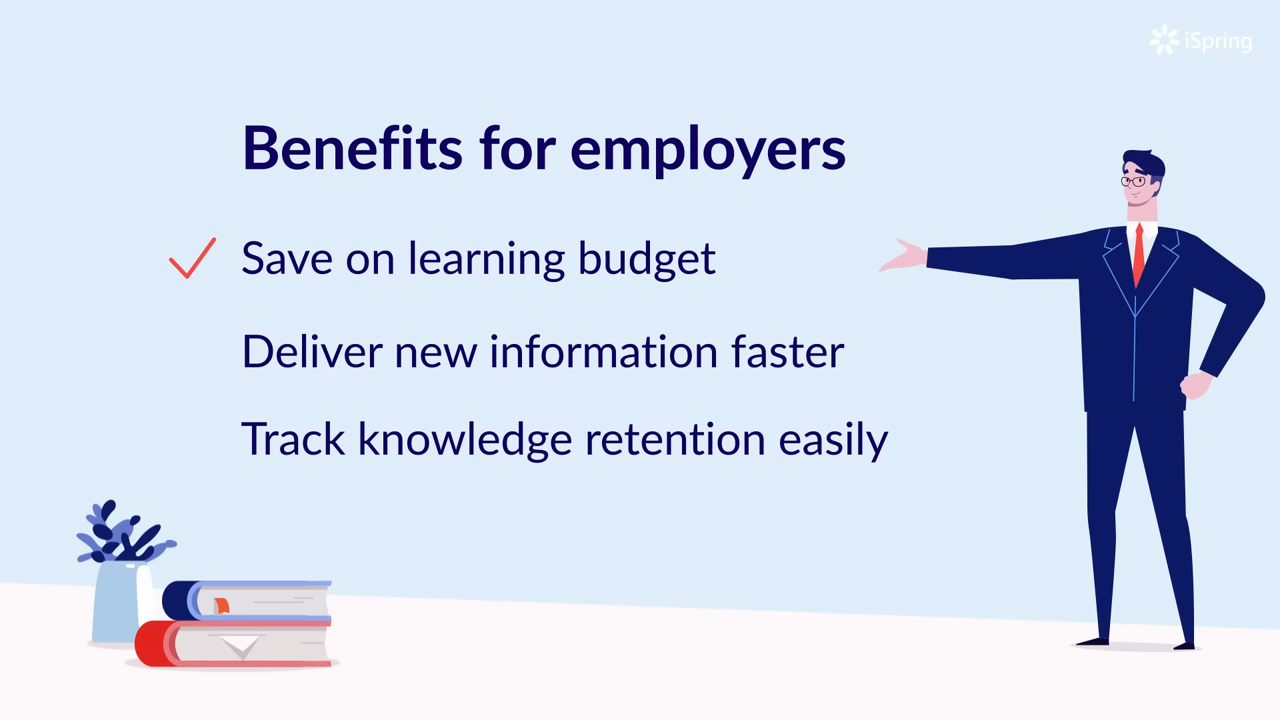 iSpring
Benefits for employers
Save on learning budget
Deliver new information faster
Track knowledge retention easily